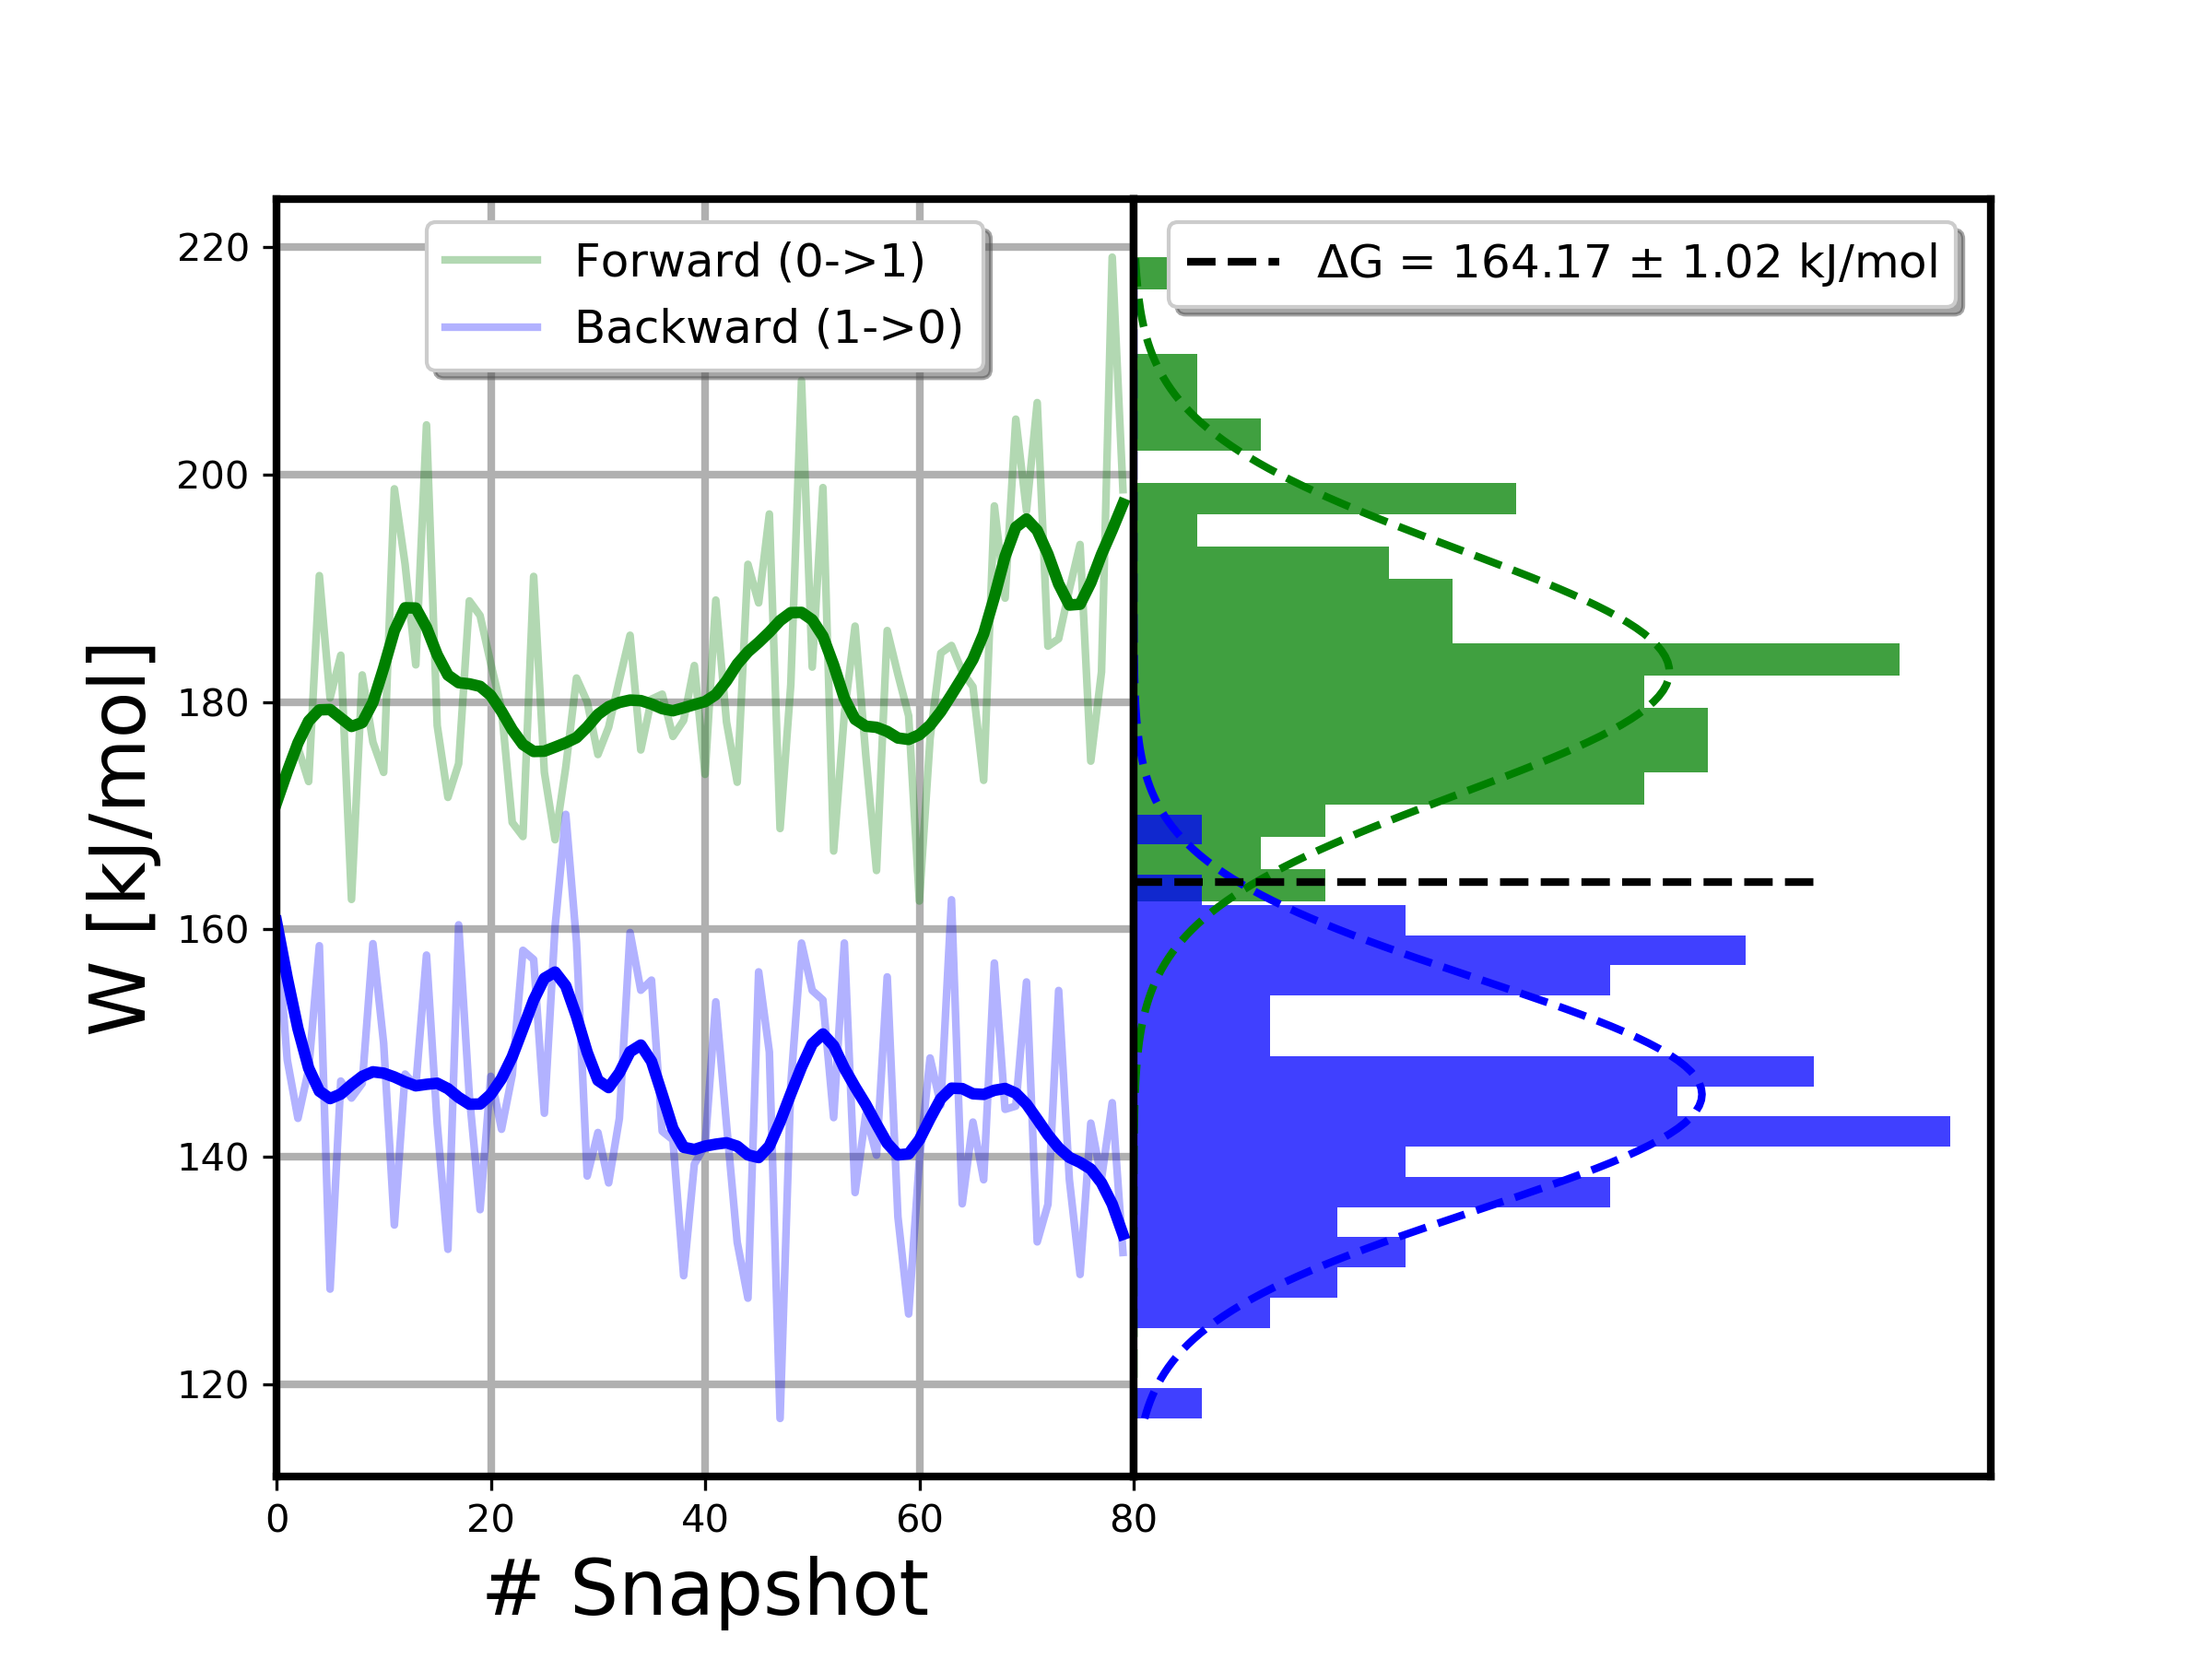 Forward (0->1)
Backward (1->0)
ΔG = 164.17 ± 1.02 kJ/mol
W [kJ/mol]
220
200
180
160
140
120
0 20 40 60 80
# Snapshot